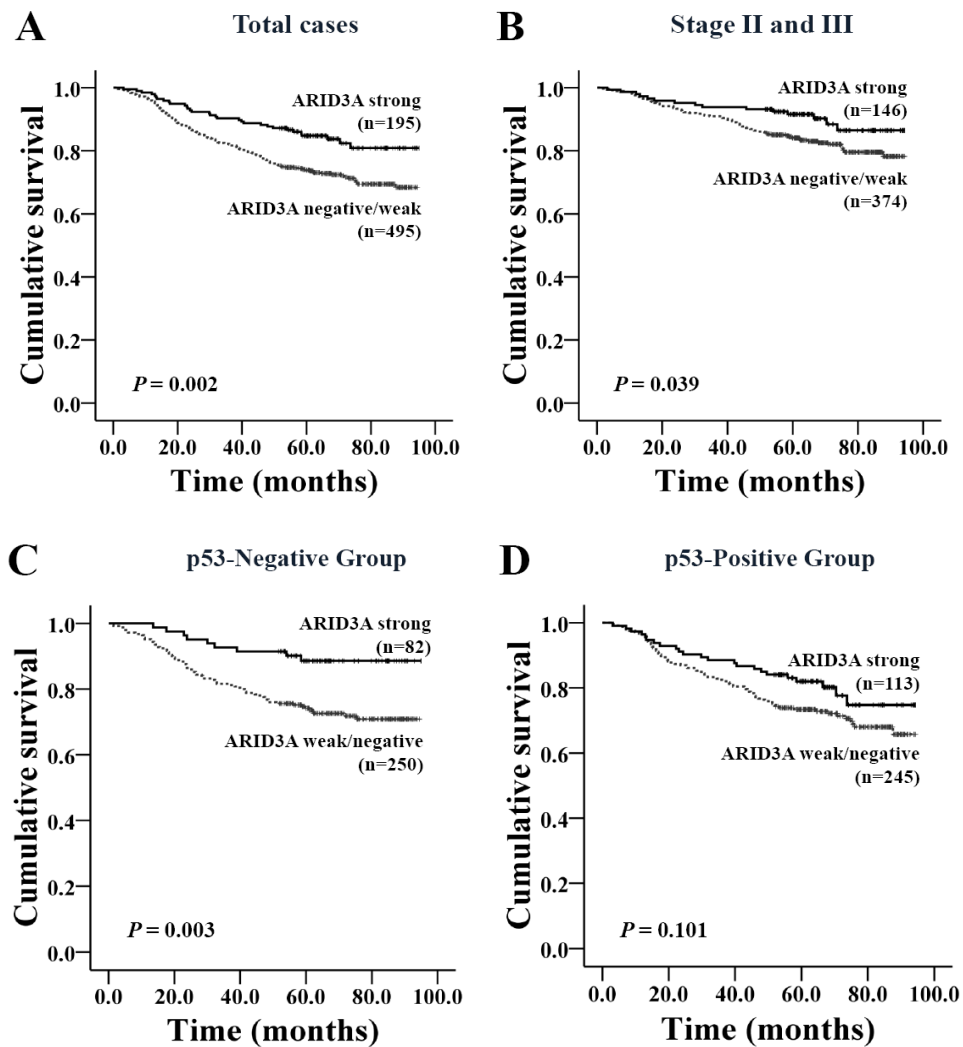 A
Total cases
Cumulative survival
1.0
0.8
0.6
0.4
0.2
0.0
ARID3A strong
(n=195)
ARID3A negative/weak
(n=495)
P = 0.002
0.0 20.0 40.0 60.0 80.0 100.0
Time (months)
B
Stage II and III
Cumulative survival
1.0
0.8
0.6
0.4
0.2
0.0
ARID3A strong
(n=146)
ARID3A negative/weak
(n=374)
P = 0.039
0.0 20.0 40.0 60.0 80.0 100.0
Time (months)
C
p53-Negative Group
Cumulative survival
1.0
0.8
0.6
0.4
0.2
0.0
ARID3A strong
(n=82)
ARID3A weak/negative
(n=250)
P = 0.003
0.0 20.0 40.0 60.0 80.0 100.0
Time (months)
D
p53-Positive Group
Cumulative survival
1.0
0.8
0.6
0.4
0.2
0.0
ARID3A strong
(n=113)
ARID3A weak/negative
(n=245)
P = 0.101
0.0 20.0 40.0 60.0 80.0 100.0
Time (months)